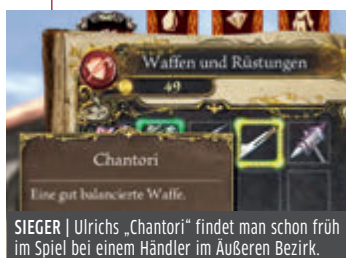 Waffen und Rüstungen
49
Chantori
Eine gut balancierte Waffe.
SIEGER | Ulrichs „Chantori“ findet man schon früh
im Spiel bei einem Händler im Äußeren Bezirk.